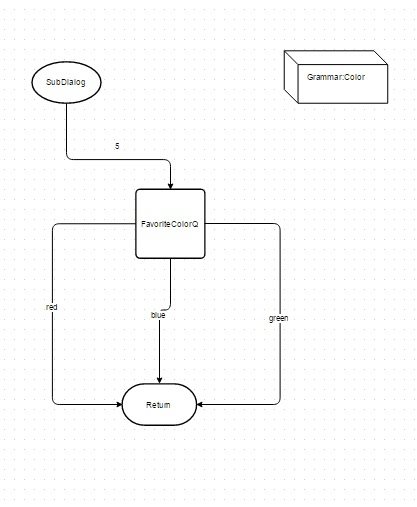 SubDialog
Grammar:Color
5
FavoriteColorQ
red
blue
green
Return